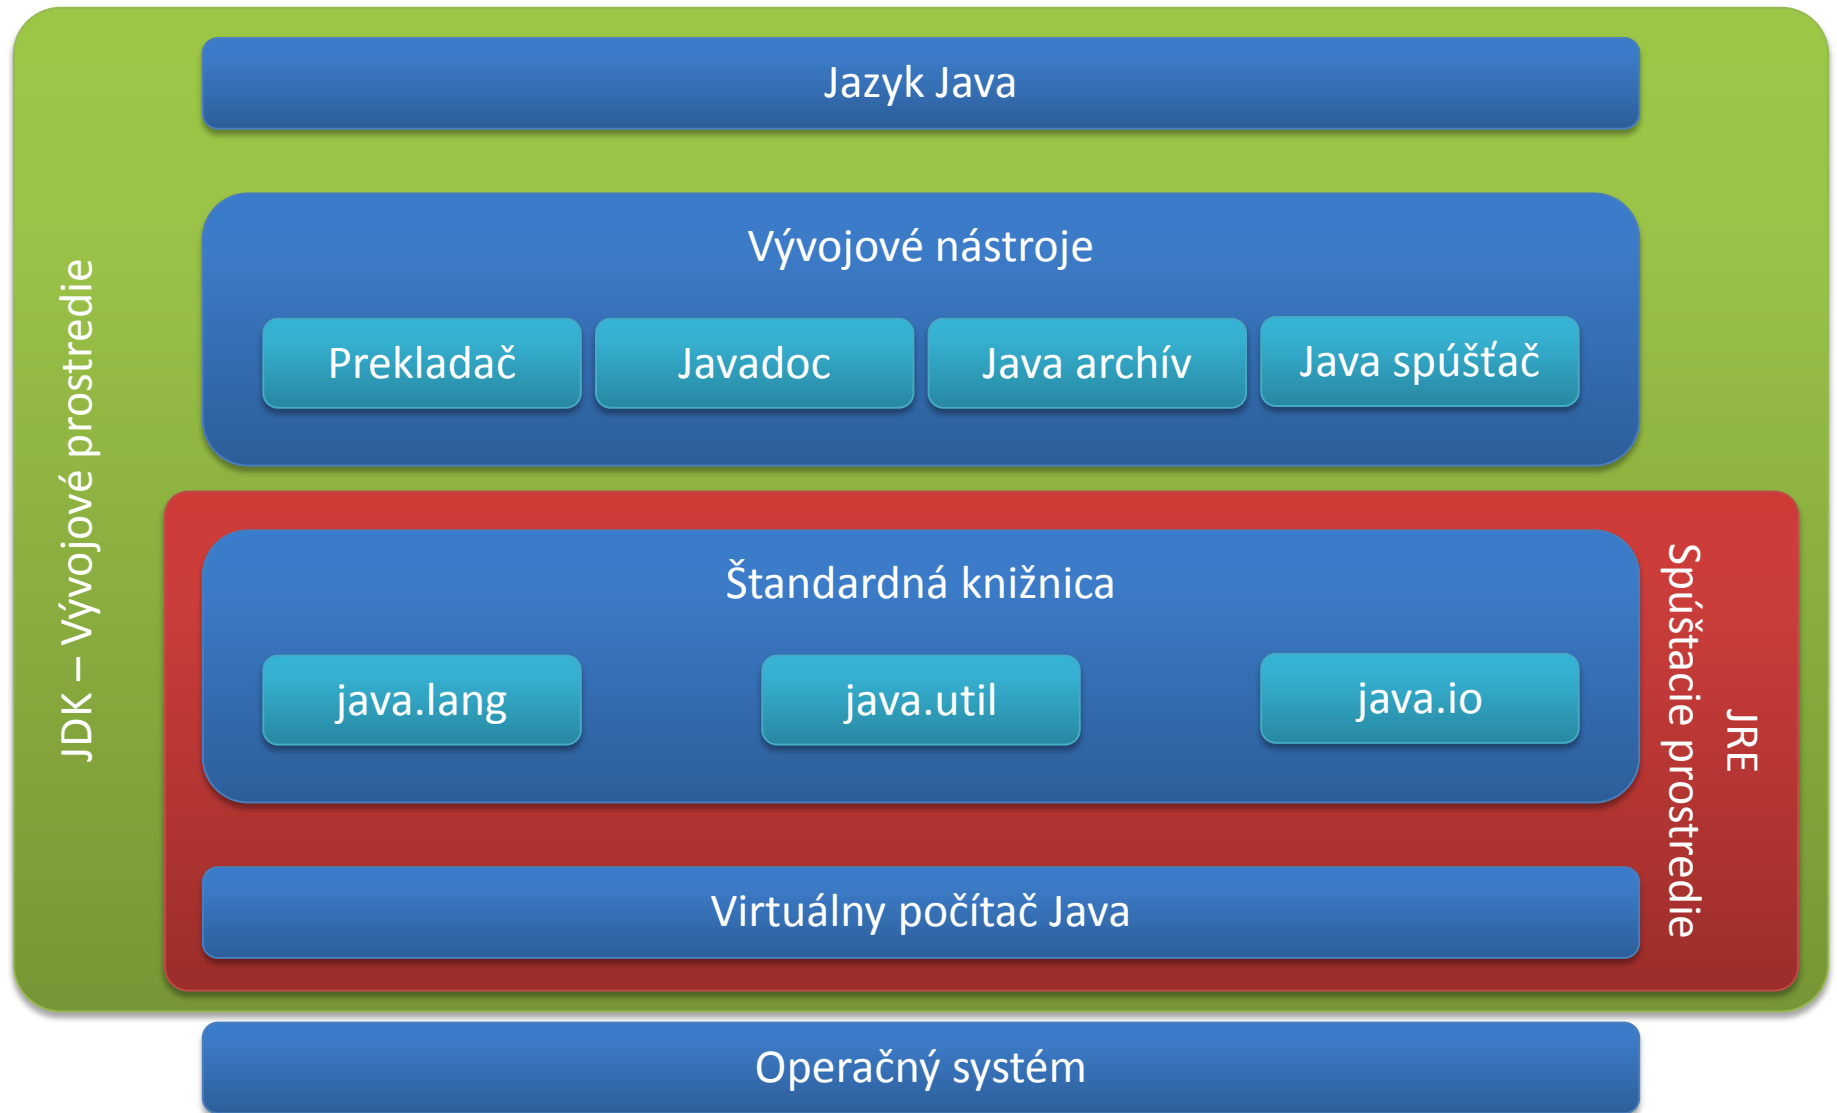 Jazyk Java
Vývojové nástroje
Prekladač
Javadoc
Java archív
Java spúšťač
JDK – Vývojové prostredie
Štandardná knižnica
java.lang
java.util
java.io
JRE
Spúšťacie prostredie
Virtuálny počítač Java
Operačný systém